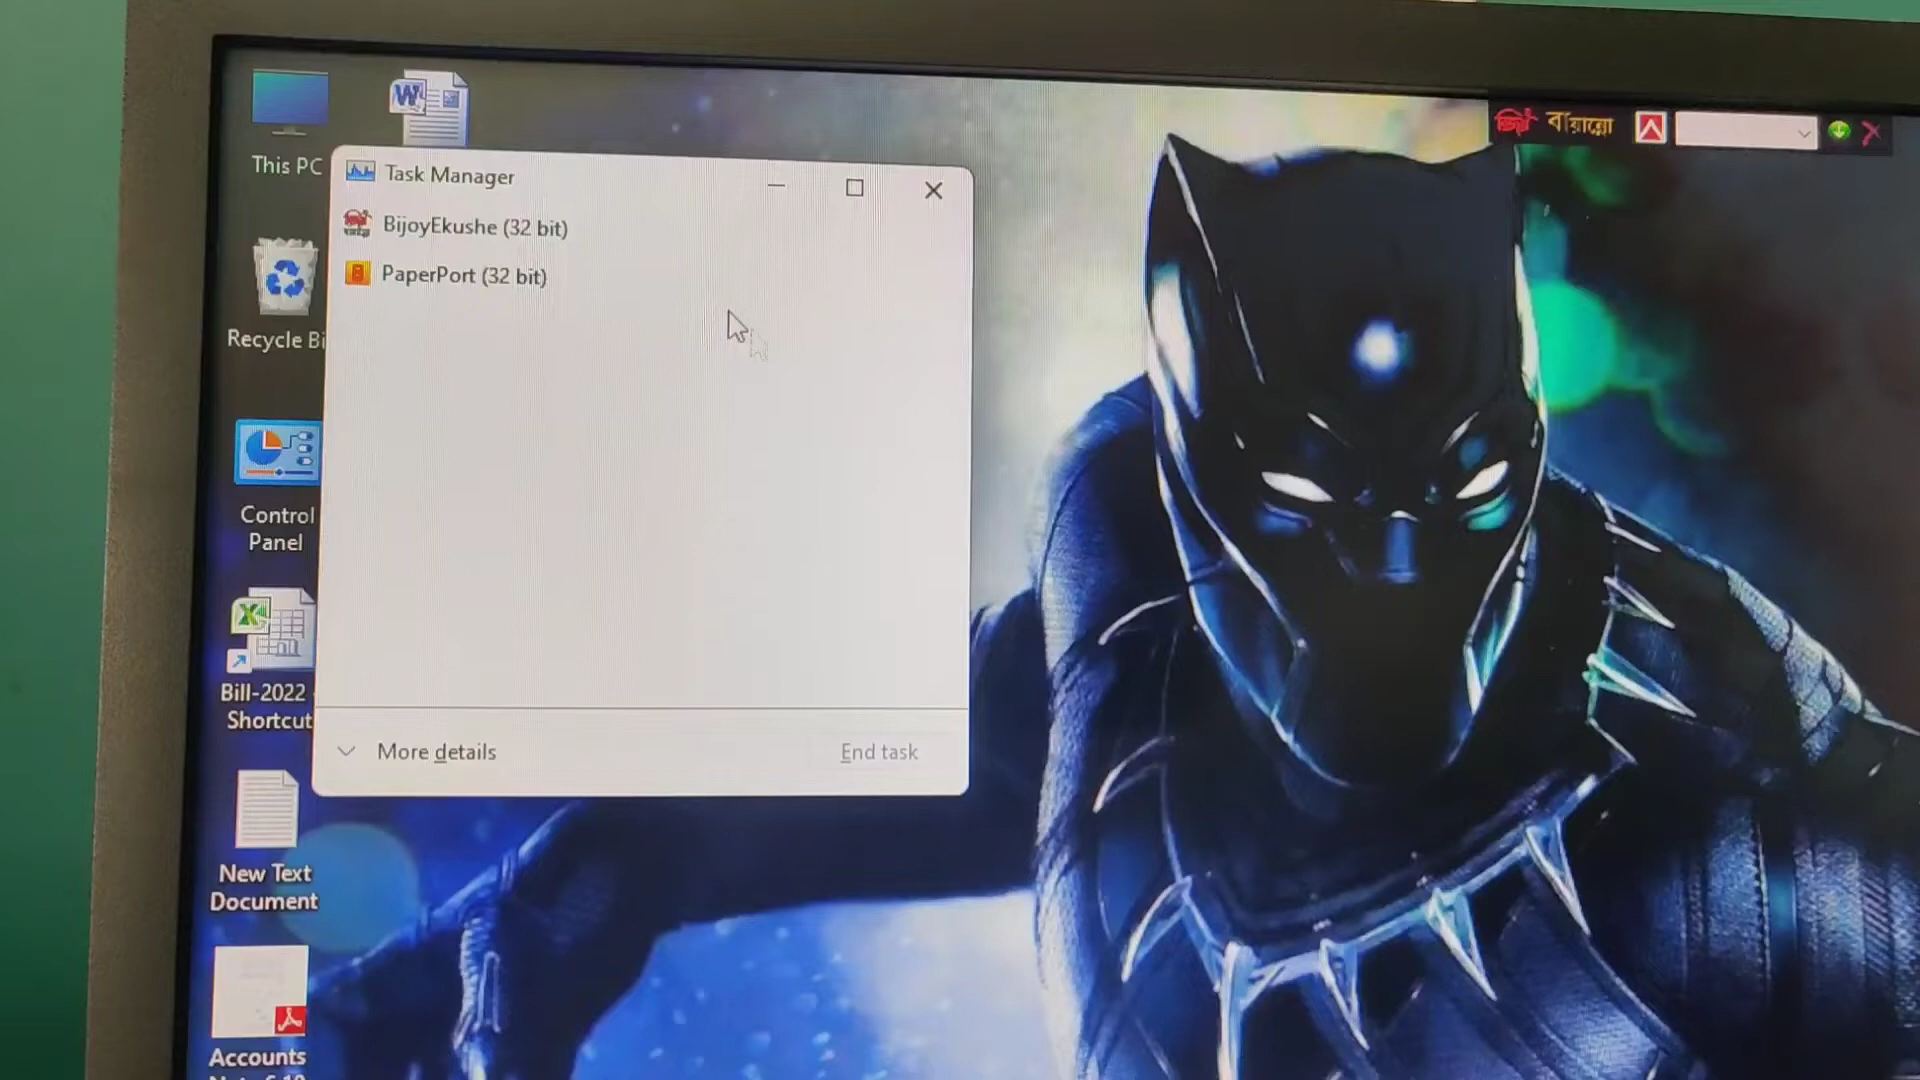 This PC
Recycle Bi
Control
Panel
Bill-2022
Shortcut
New Text
Document
Accounts
Task Manager
BijoyEkushe (32 bit)
PaperPort (32 bit)
More details
End task
বায়ান্নো